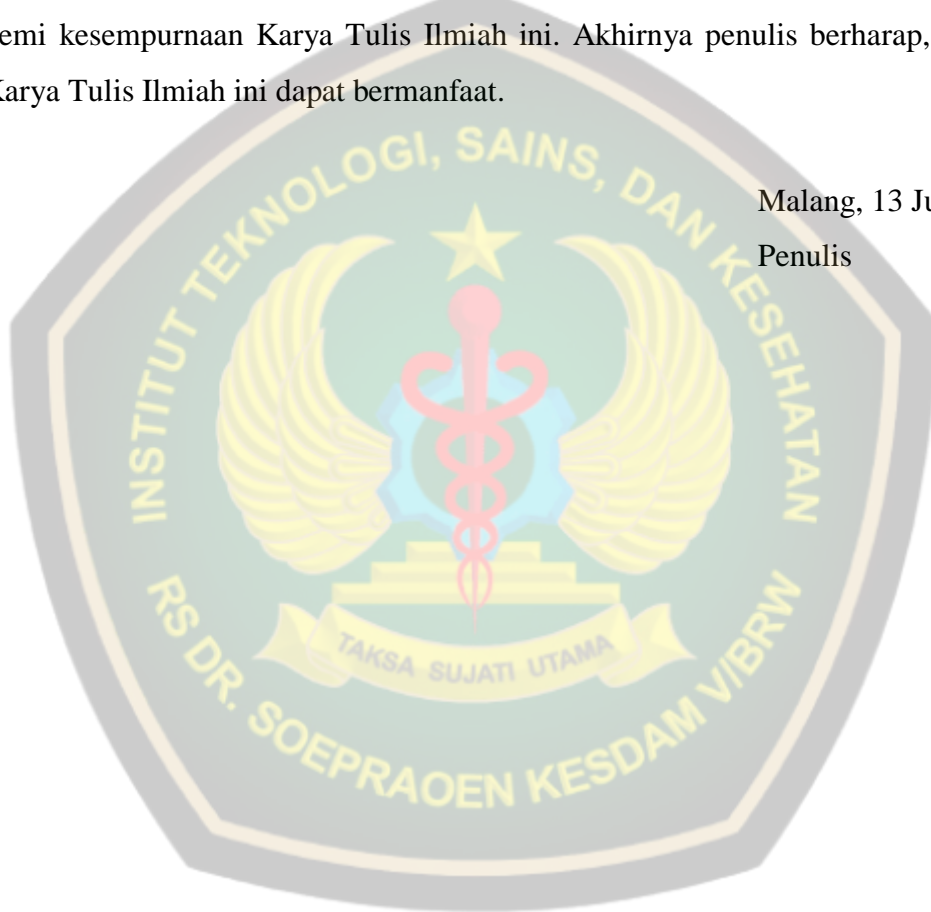 emi kesempurnaan Karya Tulis Ilmiah ini. Akhirnya penulis berharap,
Karya Tulis Ilmiah ini dapat bermanfaat.
Malang, 13 Ju
Penulis
INSTITUT TEKNOLOGI, SAINS, DAN KESEHATAN
TAKSA SUJATI UTAMA
RS DR. SOEPRAOEN KESDAM V/BRW